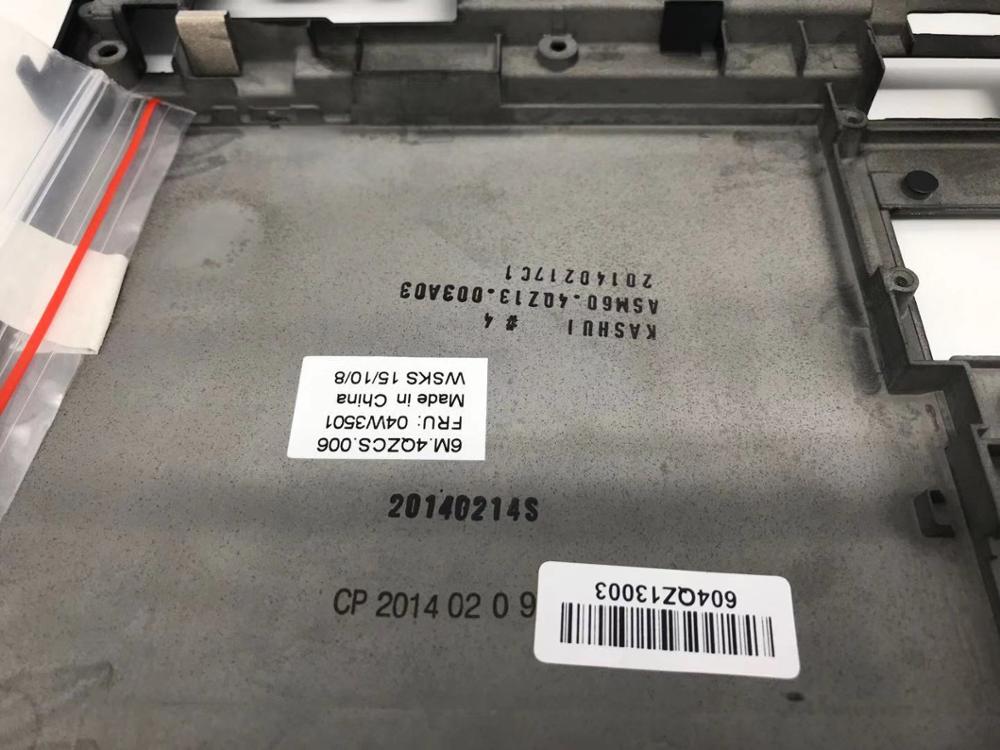 KASHUI # 4
ASM60.4QZ13.003A03
20140217C1
6M.4QZCS.006
FRU: 04W3501
Made in China
WSKS 15/10/8
20140214S
CP 2014 02 0 9
604QZ13003